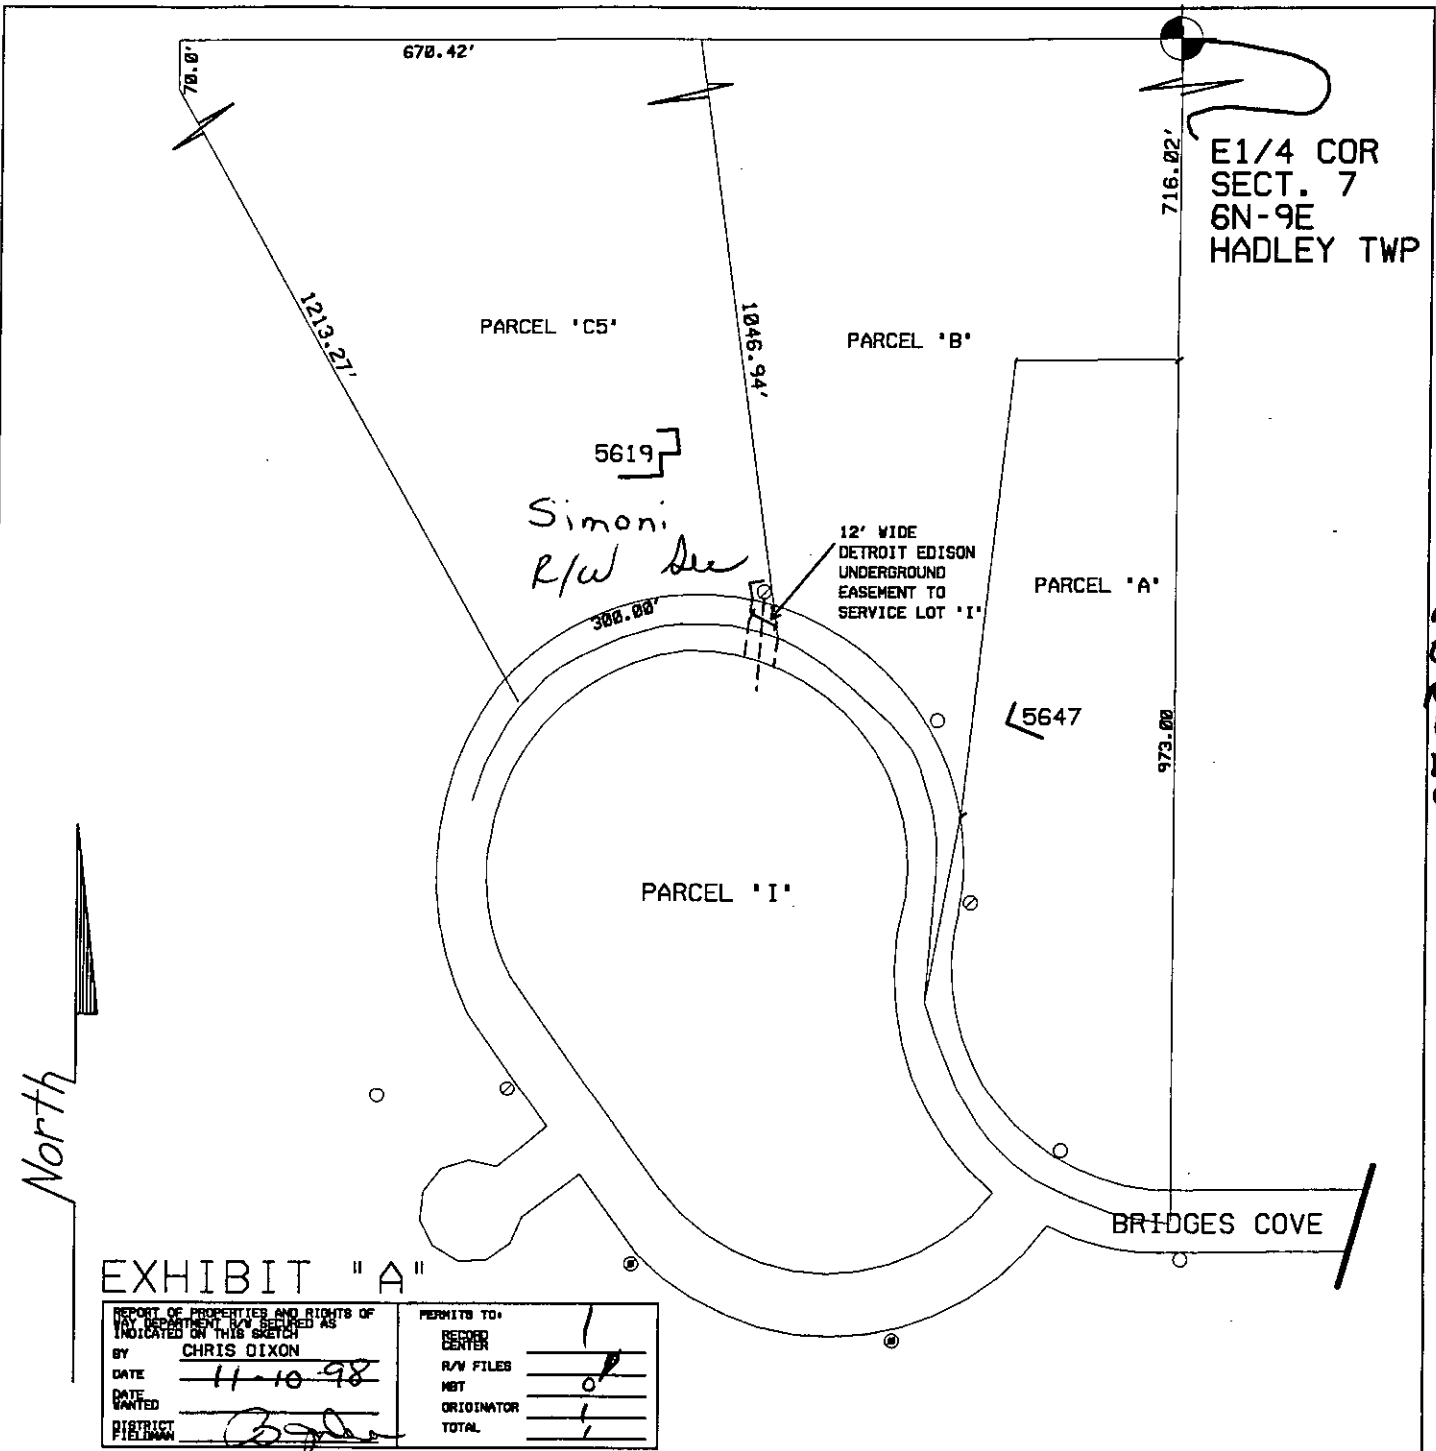 670.42'
70.0'
716.02'
E1/4 COR
SECT. 7
6N-9E
HADLEY TWP
1213.27'
PARCEL "C5"
1046.94'
PARCEL "B"
5619
Simoni
R/W Sec
12' WIDE
DETROIT EDISON
UNDERGROUND
EASEMENT TO
SERVICE LOT "I"
PARCEL "A"
300.00'
5647
973.00
PARCEL "I"
North
BRIDGES COVE
EXHIBIT "A"
REPORT OF PROPERTIES AND RIGHTS OF
WAY DEPARTMENT R/W SECURED AS
INDICATED ON THIS SKETCH
BY CHRIS DIXON
DATE 11-10-98
DATE
WANTED
DISTRICT
FIELDMAN
PERMITS TO:
RECORD
CENTER 1
R/W FILES
MBT 0
ORIGINATOR 1
TOTAL 1